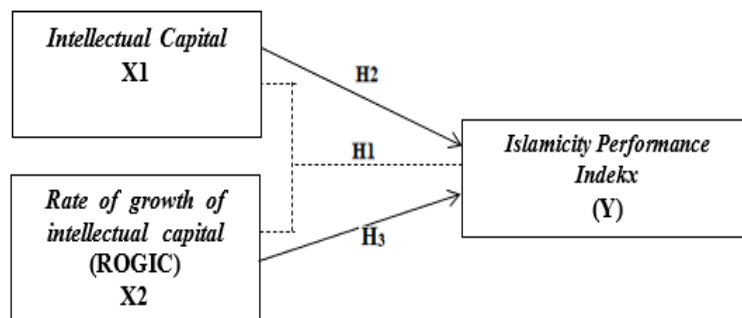 Intellectual Capital
X1
H2
H1
Islamicity Performance
Indekx
(Y)
Rate of growth of
intellectual capital
(ROGIC)
X2
H3